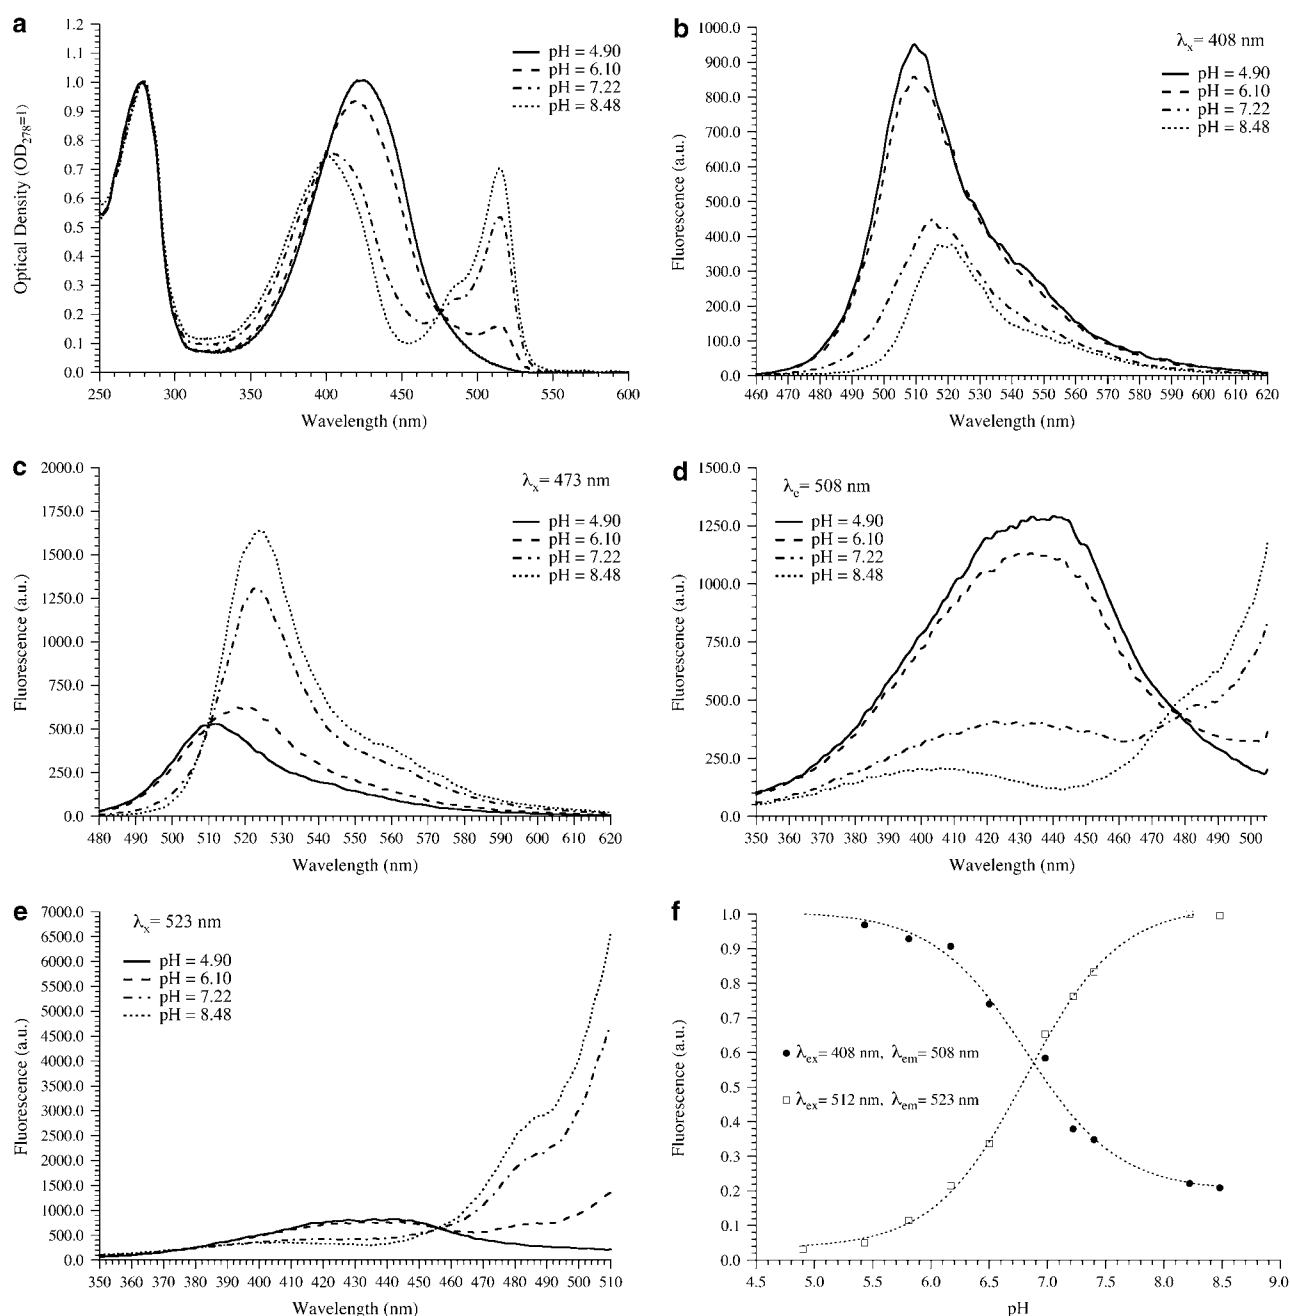 a
1.2
1.1
1.0
0.9
0.8
0.7
0.6
0.5
0.4
0.3
0.2
0.1
0.0
Optical Density (OD278=1)
pH = 4.90
pH = 6.10
pH = 7.22
pH = 8.48
250 300 350 400 450 500 550 600
Wavelength (nm)
b
1000.0
900.0
800.0
700.0
600.0
500.0
400.0
300.0
200.0
100.0
0.0
Fluorescence (a.u.)
λx= 408 nm
pH = 4.90
pH = 6.10
pH = 7.22
pH = 8.48
460 470 480 490 500 510 520 530 540 550 560 570 580 590 600 610 620
Wavelength (nm)
c
2000.0
1750.0
1500.0
1250.0
1000.0
750.0
500.0
250.0
0.0
Fluorescence (a.u.)
λx= 473 nm
pH = 4.90
pH = 6.10
pH = 7.22
pH = 8.48
480 490 500 510 520 530 540 550 560 570 580 590 600 610 620
Wavelength (nm)
d
1500.0
1250.0
1000.0
750.0
500.0
250.0
0.0
Fluorescence (a.u.)
λe= 508 nm
pH = 4.90
pH = 6.10
pH = 7.22
pH = 8.48
350 360 370 380 390 400 410 420 430 440 450 460 470 480 490 500
Wavelength (nm)
e
7000.0
6500.0
6000.0
5500.0
5000.0
4500.0
4000.0
3500.0
3000.0
2500.0
2000.0
1500.0
1000.0
500.0
0.0
Fluorescence (a.u.)
λx= 523 nm
pH = 4.90
pH = 6.10
pH = 7.22
pH = 8.48
350 360 370 380 390 400 410 420 430 440 450 460 470 480 490 500 510
Wavelength (nm)
f
1.0
0.9
0.8
0.7
0.6
0.5
0.4
0.3
0.2
0.1
0.0
Fluorescence (a.u.)
λex= 408 nm, λem= 508 nm
λex= 512 nm, λem= 523 nm
4.5 5.0 5.5 6.0 6.5 7.0 7.5 8.0 8.5 9.0
pH